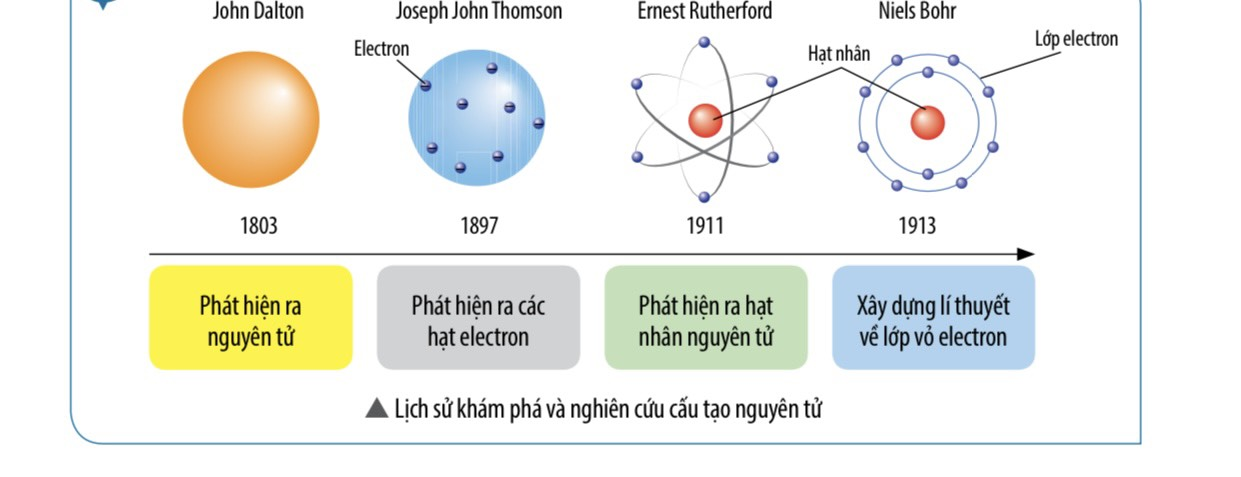 John Dalton
Joseph John Thomson
Ernest Rutherford
Niels Bohr
Electron
Hạt nhân
Lớp electron
1803
1897
1911
1913
Phát hiện ra
nguyên tử
Phát hiện ra các
hạt electron
Phát hiện ra hạt
nhân nguyên tử
Xây dựng lí thuyết
về lớp vỏ electron
▲ Lịch sử khám phá và nghiên cứu cấu tạo nguyên tử